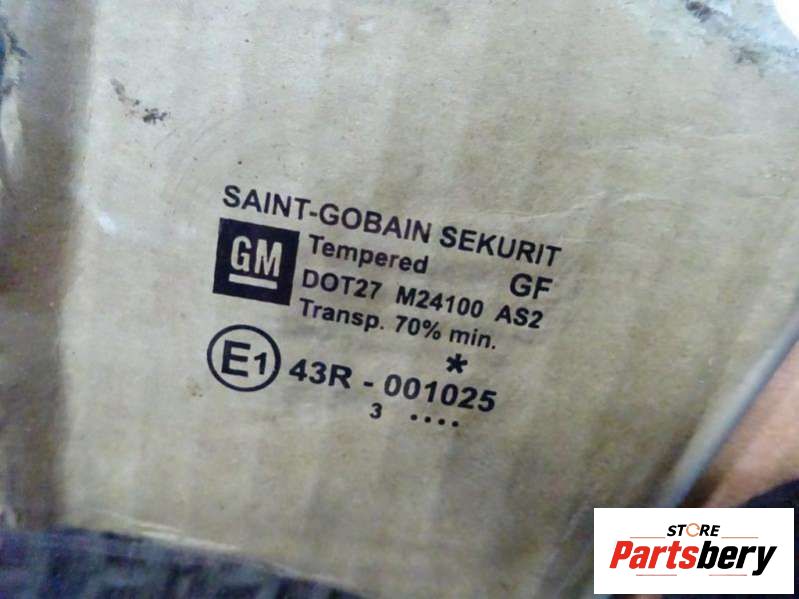 SAINT-GOBAIN SEKURIT
GM
Tempered GF
DOT27 M24100 AS2
Transp. 70% min.
*
E1 43R - 001025
3 ....
STORE
Partsbery